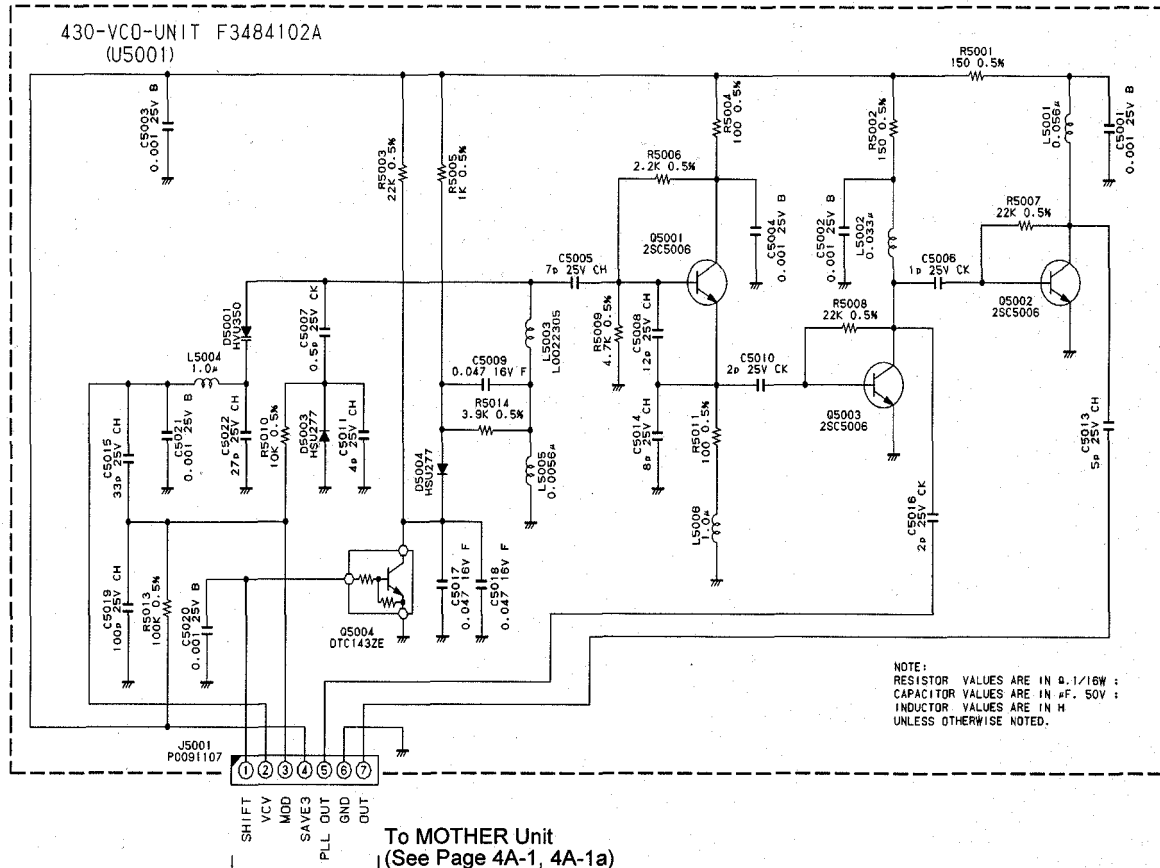 430-VCO-UNIT F3484102A
(U5001)
R5001
150 0.5%
C5003
0.001 25V B
R5003
22K 0.5%
R5005
1K 0.5%
R5004
100 0.5%
R5002
150 0.5%
L5001
0.056μ
C5001
0.001 25V B
R5006
2.2K 0.5%
C5004
0.001 25V B
C5002
0.001 25V B
L5002
0.033μ
R5007
22K 0.5%
Q5001
2SC5006
C5005
7p 25V CH
C5006
1p 25V CK
Q5002
2SC5006
D5001
HVU350
C5007
0.5p 25V CK
L5003
L0022305
R5009
4.7K 0.5%
C5008
12p 25V CH
R5008
22K 0.5%
L5004
1.0μ
C5009
0.047 16V F
C5010
2p 25V CK
Q5003
2SC5006
C5015
33p 25V CH
C5021
0.001 25V B
C5022
27p 25V CH
R5010
10K 0.5%
D5003
HSU277
C5011
4p 25V CH
R5014
3.9K 0.5%
D5004
HSU277
L5005
0.0056μ
C5014
8p 25V CH
R5011
100 0.5%
C5013
5p 25V CH
L5008
1.0μ
C5016
2p 25V CK
C5019
100p 25V CH
R5013
100K 0.5%
C5020
0.001 25V B
Q5004
DTC143ZE
C5017
0.047 16V F
C5018
0.047 16V F
NOTE:
RESISTOR VALUES ARE IN Ω.1/16W ;
CAPACITOR VALUES ARE IN μF. 50V ;
INDUCTOR VALUES ARE IN H
UNLESS OTHERWISE NOTED.
J5001
P0091107
1 2 3 4 5 6 7
SHIFT
VCV
MOD
SAVE3
PLL OUT
GND
OUT
To MOTHER Unit
(See Page 4A-1, 4A-1a)